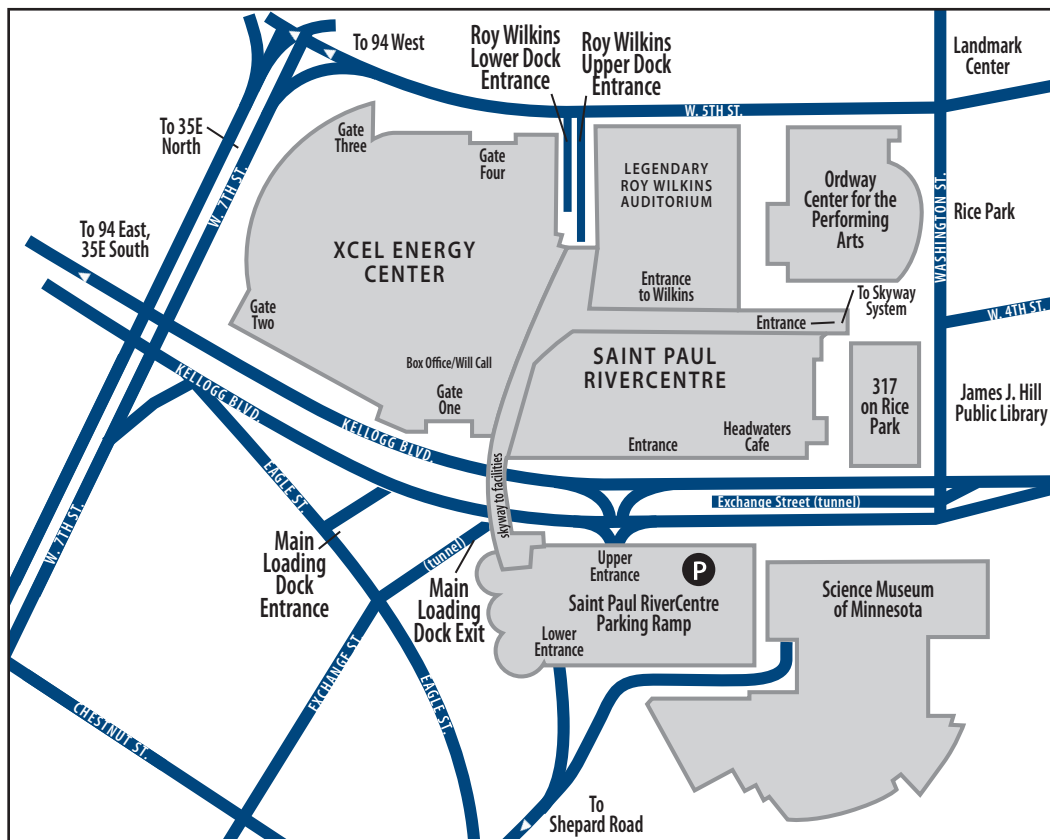 To 94 West
Roy Wilkins
Lower Dock
Entrance
Roy Wilkins
Upper Dock
Entrance
Landmark
Center
W. 5TH ST.
To 35E
North
W. 7TH ST.
Gate
Three
Gate
Four
LEGENDARY
ROY WILKINS
AUDITORIUM
Ordway
Center for the
Performing
Arts
WASHINGTON ST.
Rice Park
To 94 East,
35E South
XCEL ENERGY
CENTER
Entrance
to Wilkins
To Skyway
System
Gate
Two
Entrance
W. 4TH ST.
Box Office/Will Call
SAINT PAUL
RIVERCENTRE
Gate
One
317
on Rice
Park
James J. Hill
Public Library
KELLOGG BLVD.
KELLOGG BLVD.
Entrance
Headwaters
Cafe
EAGLE ST.
skyway to facilities
Exchange Street (tunnel)
W. 7TH ST.
Main
Loading
Dock
Entrance
(tunnel)
Main
Loading
Dock Exit
Upper
Entrance
P
Saint Paul RiverCentre
Parking Ramp
Lower
Entrance
Science Museum
of Minnesota
EXCHANGE ST.
EAGLE ST.
CHESTNUT ST.
To
Shepard Road